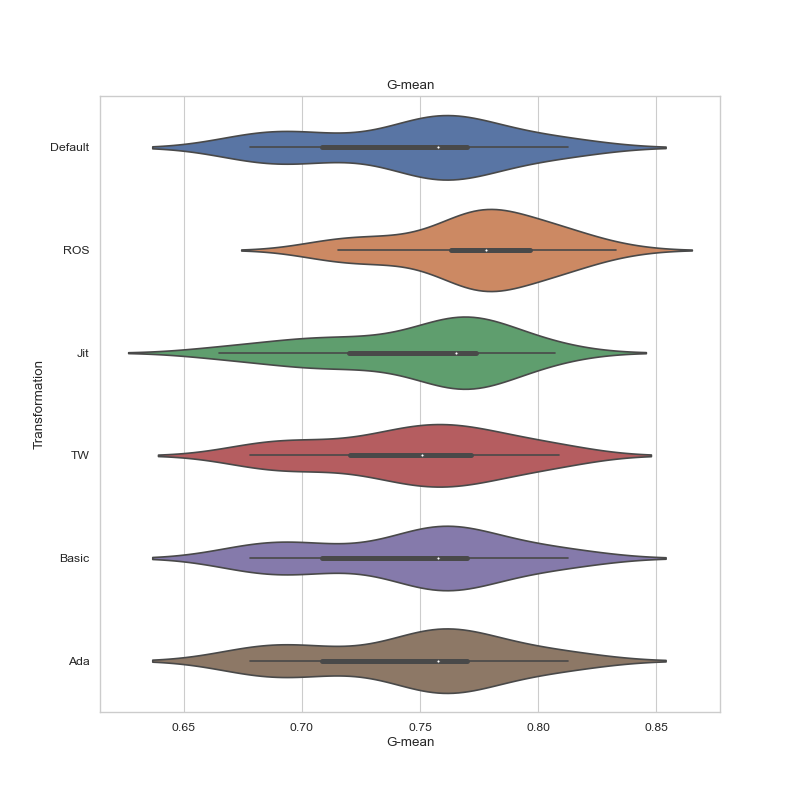 G-mean
Default
ROS
Jit
TW
Basic
Ada
Transformation
0.65 0.70 0.75 0.80 0.85
G-mean